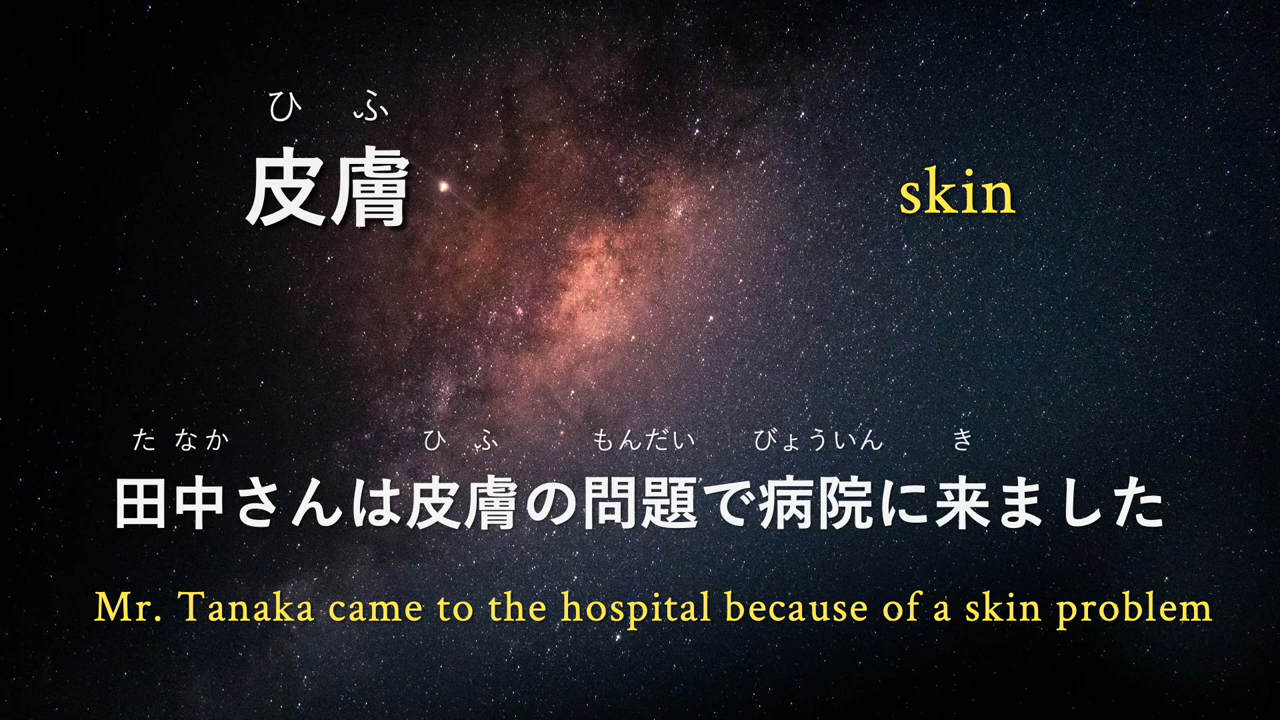 ひ ふ
皮膚
skin
た なか ひ ふ もんだい びょういん き
田中さんは皮膚の問題で病院に来ました
Mr. Tanaka came to the hospital because of a skin problem